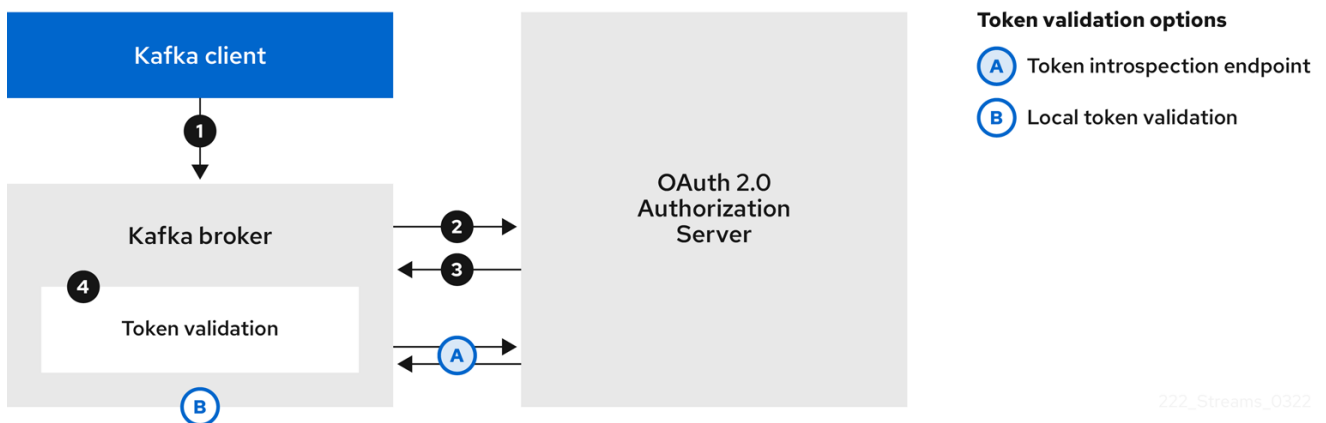 Kafka client
1
Kafka broker
2
3
4
Token validation
A
B
OAuth 2.0
Authorization
Server
Token validation options
A Token introspection endpoint
B Local token validation
222_Streams_0322